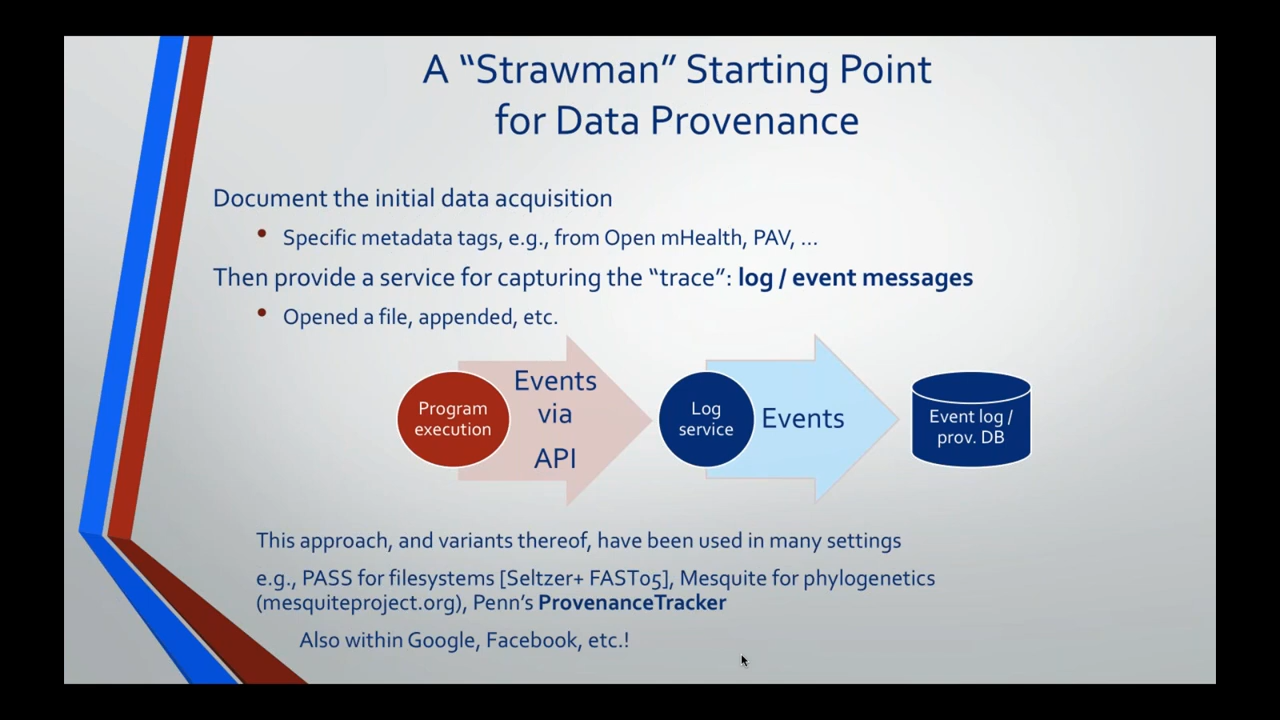 A “Strawman” Starting Point
for Data Provenance
Document the initial data acquisition
• Specific metadata tags, e.g., from Open mHealth, PAV, ...
Then provide a service for capturing the “trace”: log / event messages
• Opened a file, appended, etc.
Program
execution
Events
via
API
Log
service
Events
Event log /
prov. DB
This approach, and variants thereof, have been used in many settings
e.g., PASS for filesystems [Seltzer+ FAST05], Mesquite for phylogenetics
(mesquiteproject.org), Penn’s ProvenanceTracker
Also within Google, Facebook, etc.!